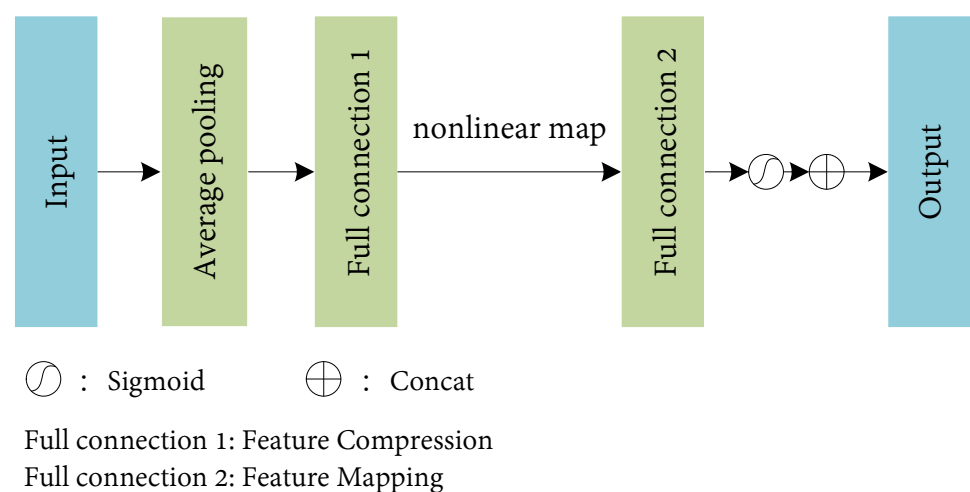 Input
Average pooling
Full connection 1
nonlinear map
Full connection 2
Output
: Sigmoid
: Concat
Full connection 1: Feature Compression
Full connection 2: Feature Mapping